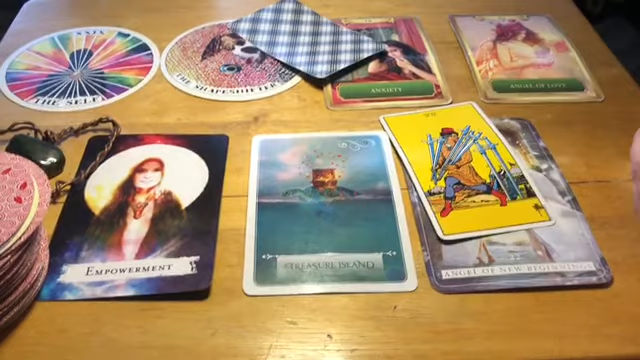 THE SELF
THE SHAPESHIFTER
ANXIETY
ANGEL OF LOVE
EMPOWERMENT
TREASURE ISLAND
ANGEL OF NEW BEGINNINGS